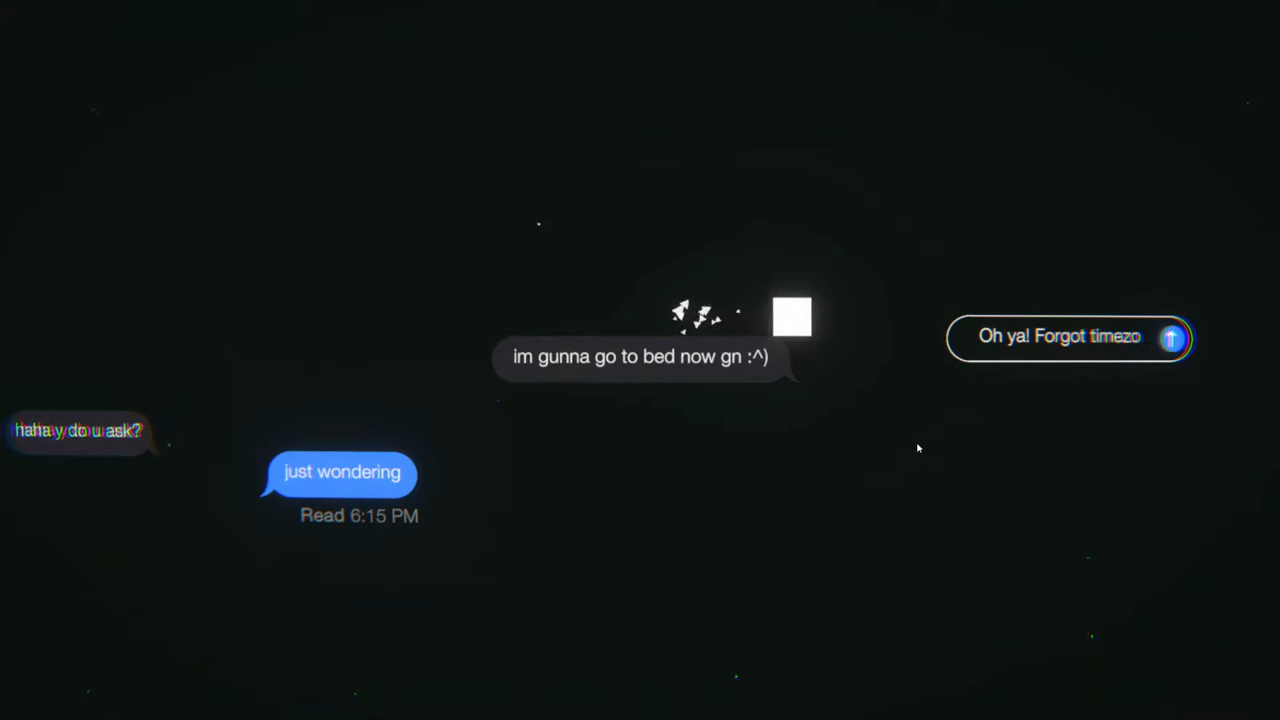 haha y do u ask?
just wondering
Read 6:15 PM
im gunna go to bed now gn :^)
Oh ya! Forgot timezo